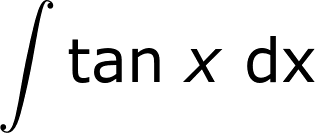 ∫ tan x dx